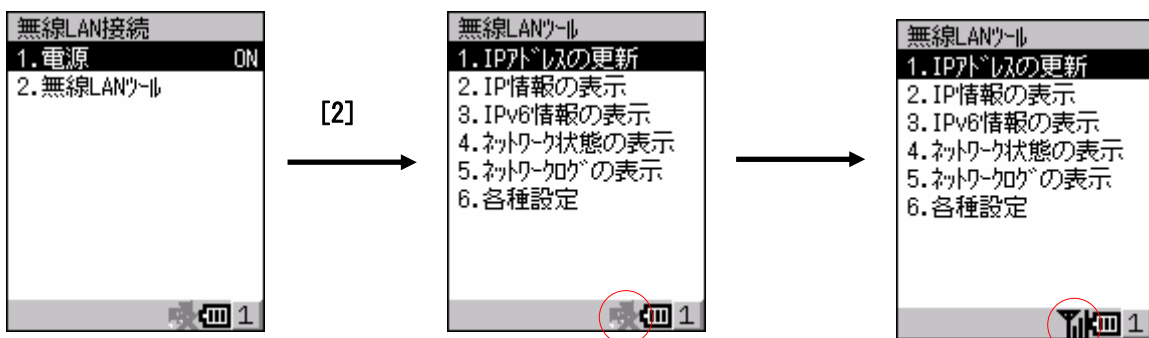 無線LAN接続
1.電源 ON
2.無線LANﾂｰﾙ
1
[2]
無線LANﾂｰﾙ
1.IPｱﾄﾞﾚｽの更新
2.IP情報の表示
3.IPv6情報の表示
4.ﾈｯﾄﾜｰｸ状態の表示
5.ﾈｯﾄﾜｰｸﾛｸﾞの表示
6.各種設定
1
無線LANﾂｰﾙ
1.IPｱﾄﾞﾚｽの更新
2.IP情報の表示
3.IPv6情報の表示
4.ﾈｯﾄﾜｰｸ状態の表示
5.ﾈｯﾄﾜｰｸﾛｸﾞの表示
6.各種設定
1